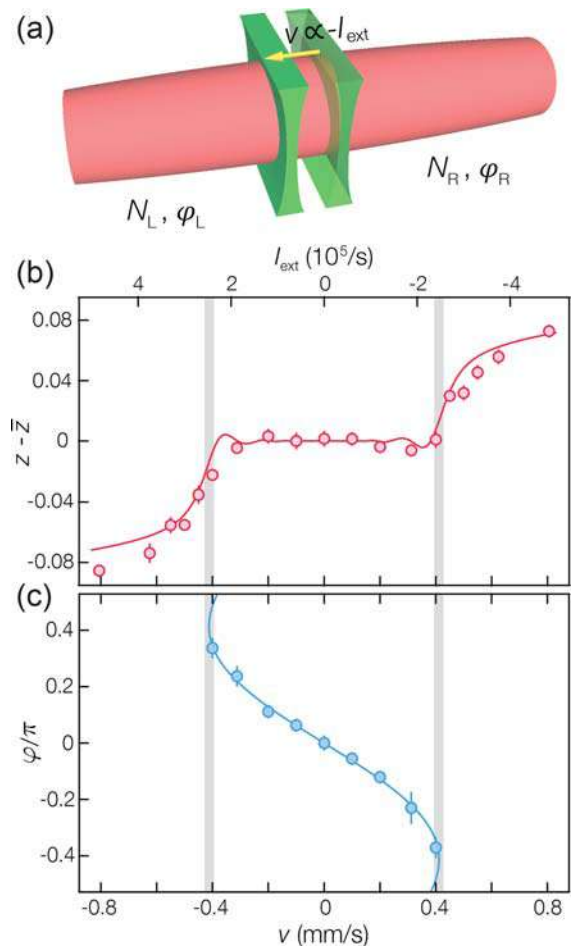 (a)
v ∝ -I_ext
N_L , φ_L
N_R , φ_R
(b)
I_ext (10^5/s)
4 2 0 -2 -4
0.08
0.04
0
-0.04
-0.08
z - z̄
(c)
0.4
0.2
0
-0.2
-0.4
φ/π
-0.8 -0.4 0 0.4 0.8
v (mm/s)